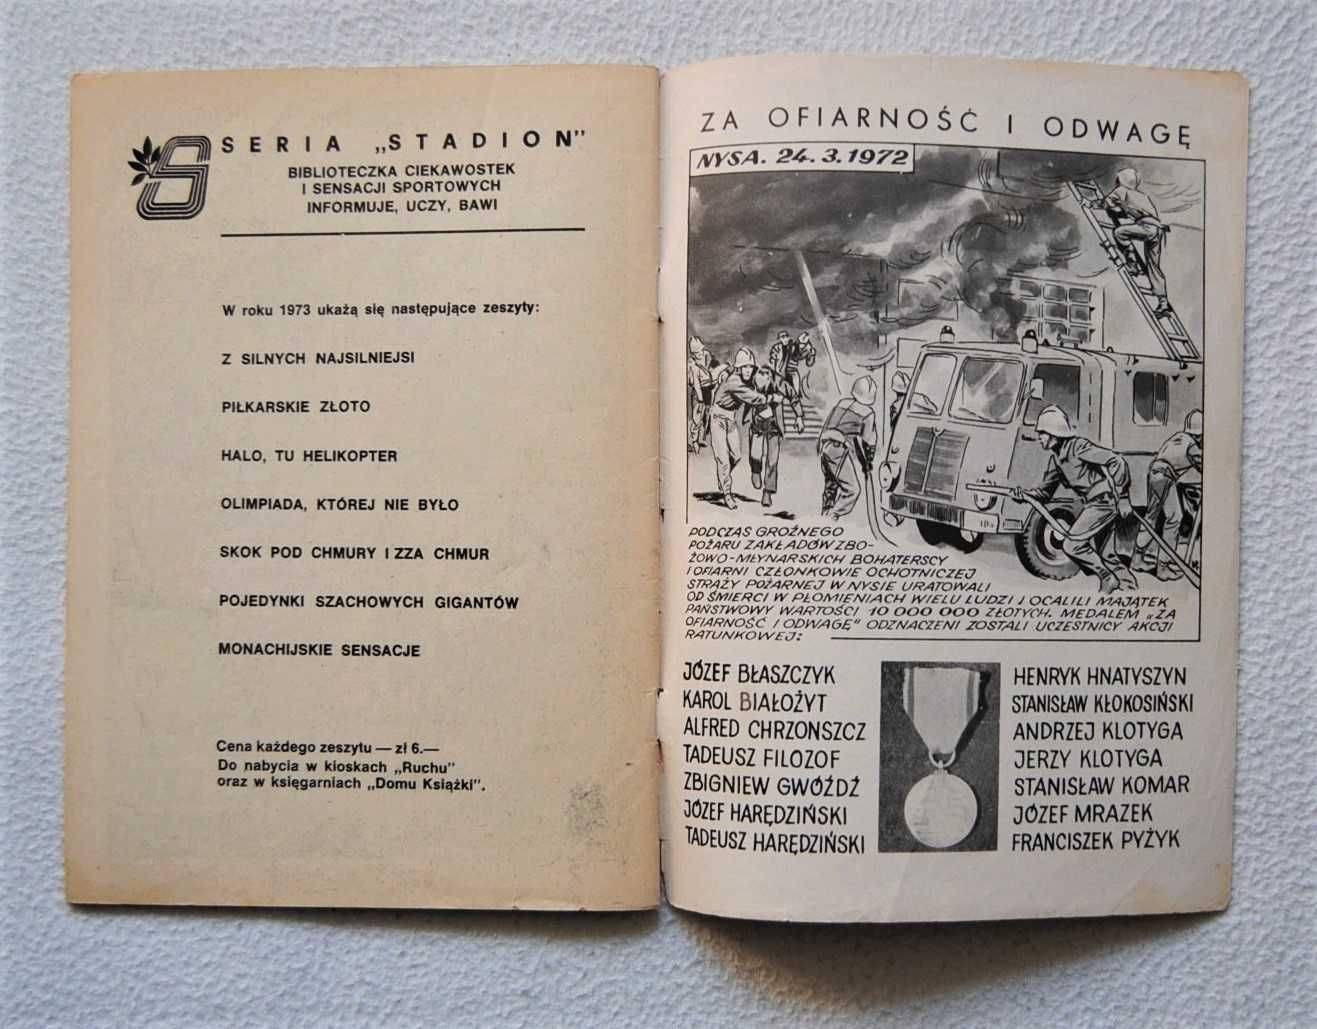 SERIA „STADION”
BIBLIOTECZKA CIEKAWOSTEK
I SENSACJI SPORTOWYCH
INFORMUJE, UCZY, BAWI
W roku 1973 ukażą się następujące zeszyty:
Z SILNYCH NAJSILNIEJSI
PIŁKARSKIE ZŁOTO
HALO, TU HELIKOPTER
OLIMPIADA, KTÓREJ NIE BYŁO
SKOK POD CHMURY I ZZA CHMUR
POJEDYNKI SZACHOWYCH GIGANTÓW
MONACHIJSKIE SENSACJE
Cena każdego zeszytu — zł 6.—
Do nabycia w kioskach „Ruchu”
oraz w księgarniach „Domu Książki”.
ZA OFIARNOŚĆ I ODWAGĘ
NYSA. 24.3.1972
PODCZAS GROŹNEGO
POŻARU ZAKŁADÓW ZBO-
ŻOWO-MŁYNARSKICH BOHATERSCY
I OFIARNI CZŁONKOWIE OCHOTNICZEJ
STRAŻY POŻARNEJ W NYSIE URATOWALI
OD ŚMIERCI W PŁOMIENIACH WIELU LUDZI I OCALILI MAJĄTEK
PAŃSTWOWY WARTOŚCI 10 000 000 ZŁOTYCH. MEDALEM „ZA
OFIARNOŚĆ I ODWAGĘ” ODZNACZENI ZOSTALI UCZESTNICY AKCJI
RATUNKOWEJ:
JÓZEF BŁASZCZYK
KAROL BIAŁOŻYT
ALFRED CHRZONSZCZ
TADEUSZ FILOZOF
ZBIGNIEW GWÓŹDŹ
JÓZEF HARĘDZIŃSKI
TADEUSZ HARĘDZIŃSKI
HENRYK HNATYSZYN
STANISŁAW KŁOKOSIŃSKI
ANDRZEJ KLOTYGA
JERZY KLOTYGA
STANISŁAW KOMAR
JÓZEF MRAZEK
FRANCISZEK PYŻYK